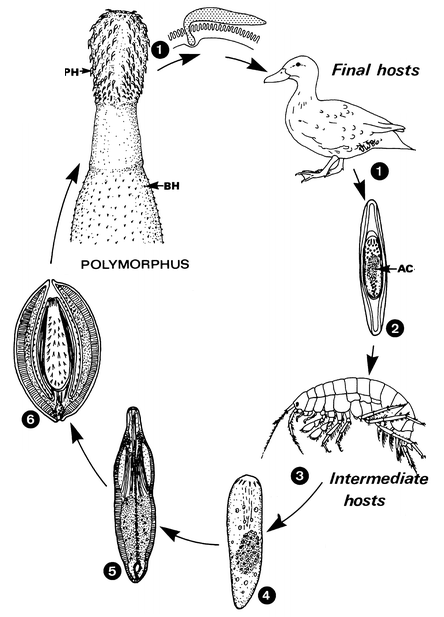 1
PH
Final hosts
1
BH
POLYMORPHUS
AC
2
6
3
Intermediate
hosts
5
4